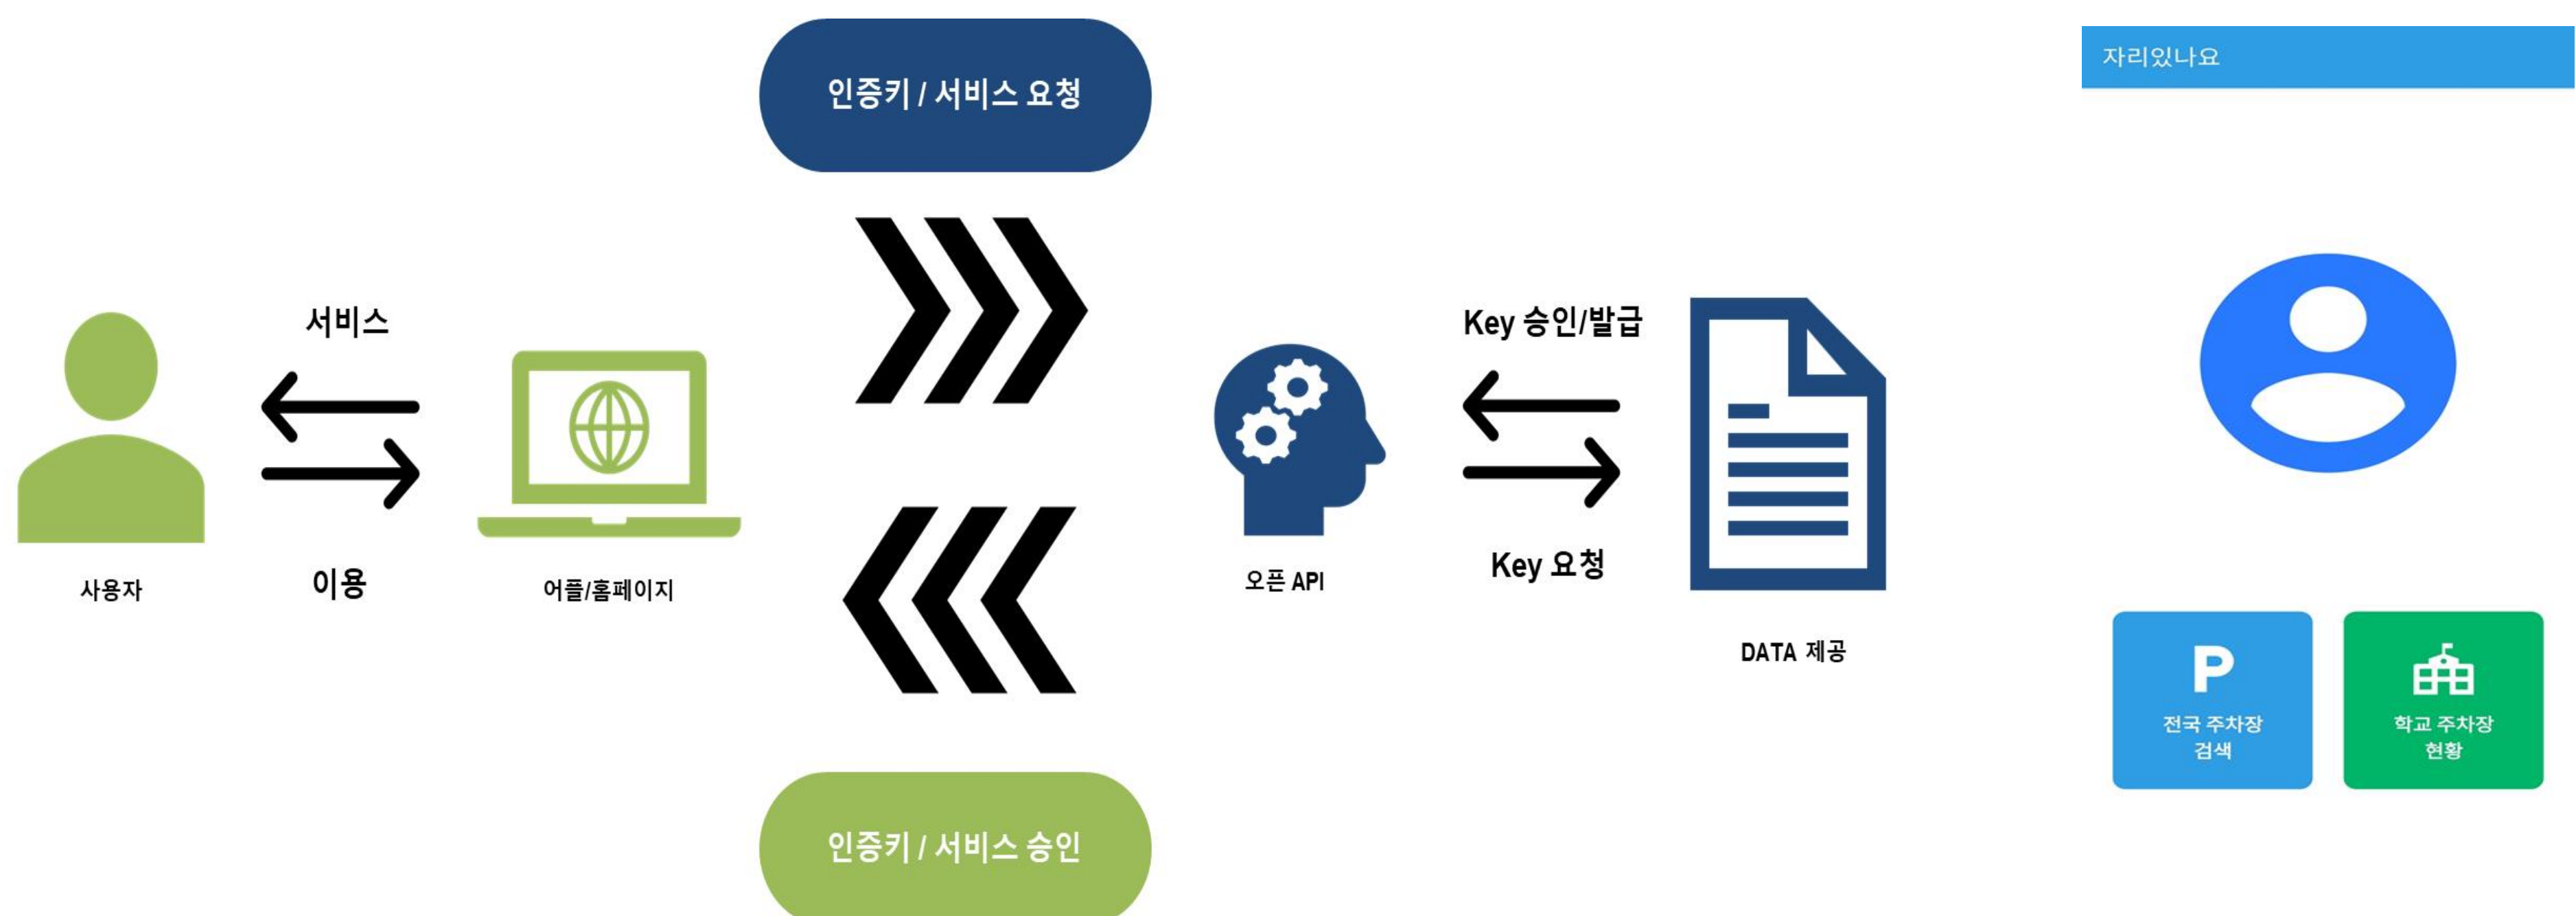 인증키 / 서비스 요청
자리있나요
서비스
Key 승인/발급
이용
Key 요청
사용자
어플/홈페이지
오픈 API
DATA 제공
P
전국 주차장
검색
학교 주차장
현황
인증키 / 서비스 승인